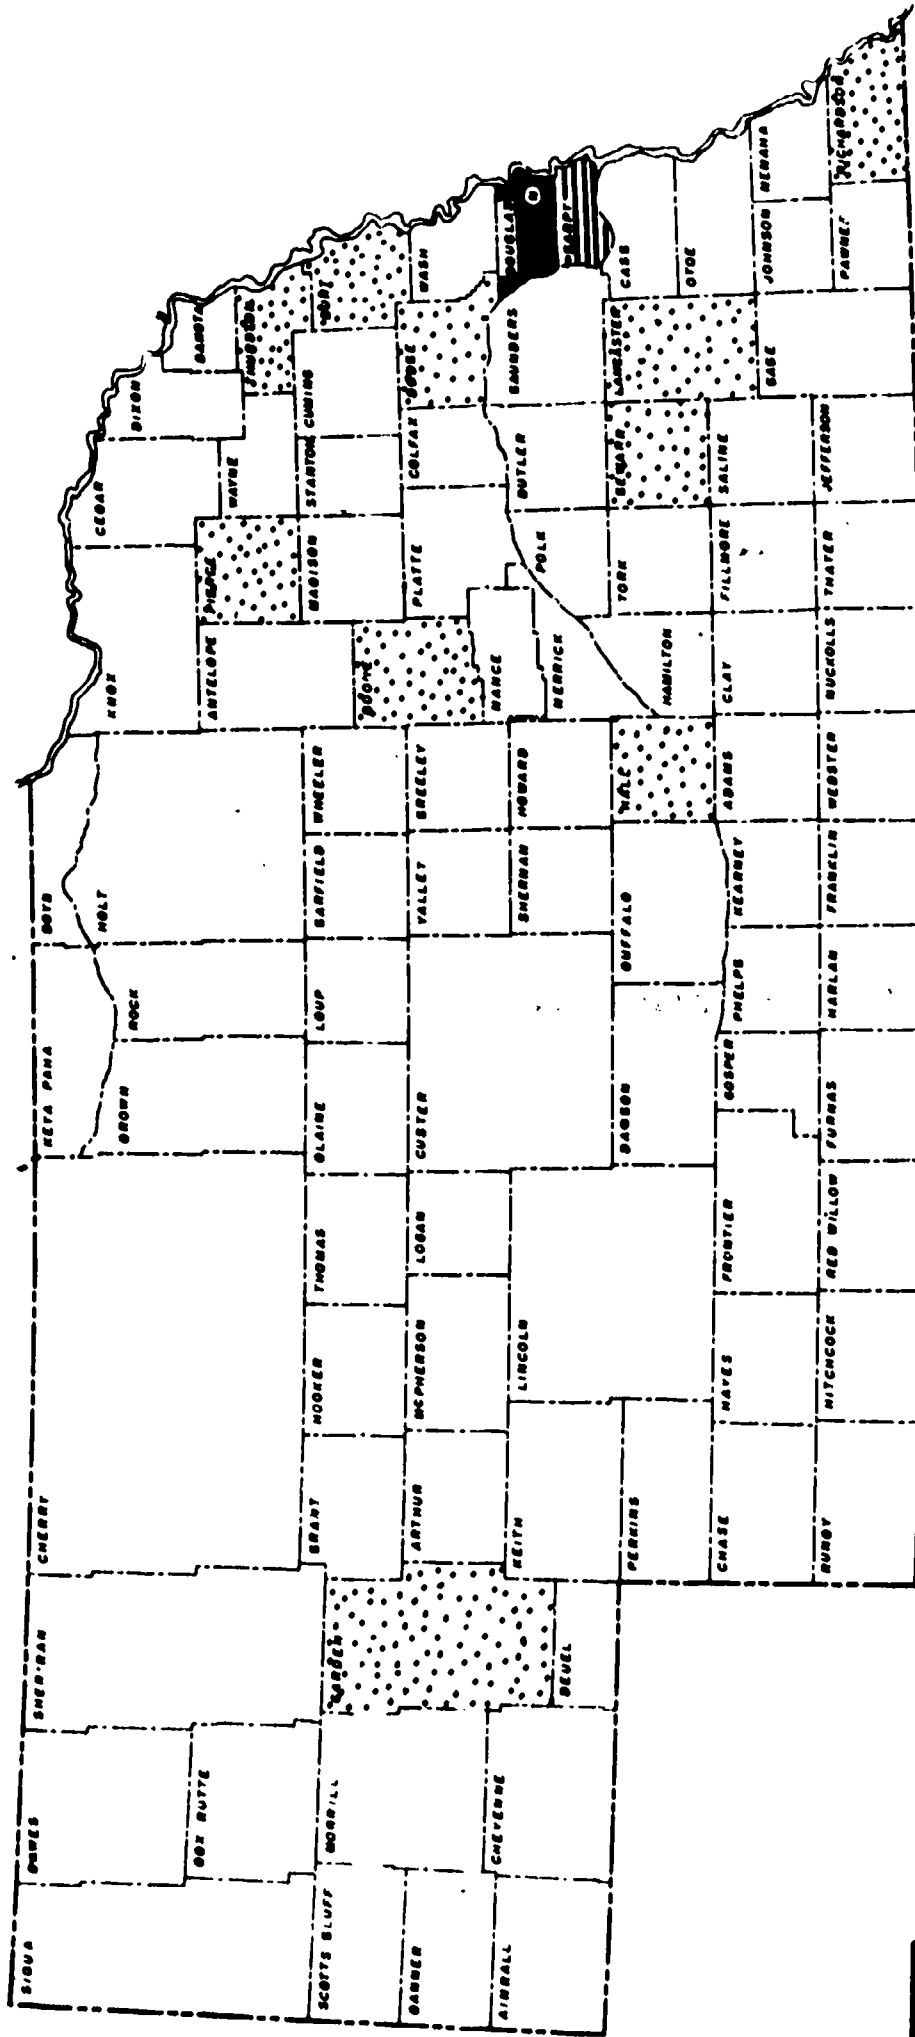 SIOUX
DAWES
SHERIDAN
CHERRY
KEYA PAHA
BOYD
BROWN
ROCK
HOLT
KNOX
CEDAR
DIXON
DAKOTA
BOX BUTTE
ANTELOPE
PIERCE
WAYNE
THURSTON
SCOTTS BLUFF
MORRILL
GARDEN
GRANT
HOOKER
THOMAS
BLAINE
LOUP
GARFIELD
WHEELER
BOONE
MADISON
STANTON
CUMING
BURT
BANNER
ARTHUR
MCPHERSON
LOGAN
CUSTER
VALLEY
GREELEY
PLATTE
COLFAX
DODGE
WASH
KIMBALL
CHEYENNE
DEUEL
KEITH
LINCOLN
SHERMAN
HOWARD
NANCE
MERRICK
POLK
BUTLER
SAUNDERS
DOUGLAS
SARPY
PERKINS
DAWSON
BUFFALO
HALL
HAMILTON
YORK
SEWARD
LANCASTER
CASS
OTOE
CHASE
HAYES
FRONTIER
GOSPER
PHELPS
KEARNEY
ADAMS
CLAY
FILLMORE
SALINE
GAGE
JOHNSON
NEMAHA
DUNDY
HITCHCOCK
RED WILLOW
FURNAS
HARLAN
FRANKLIN
WEBSTER
NUCKOLLS
THAYER
JEFFERSON
PAWNEE
RICHARDSON